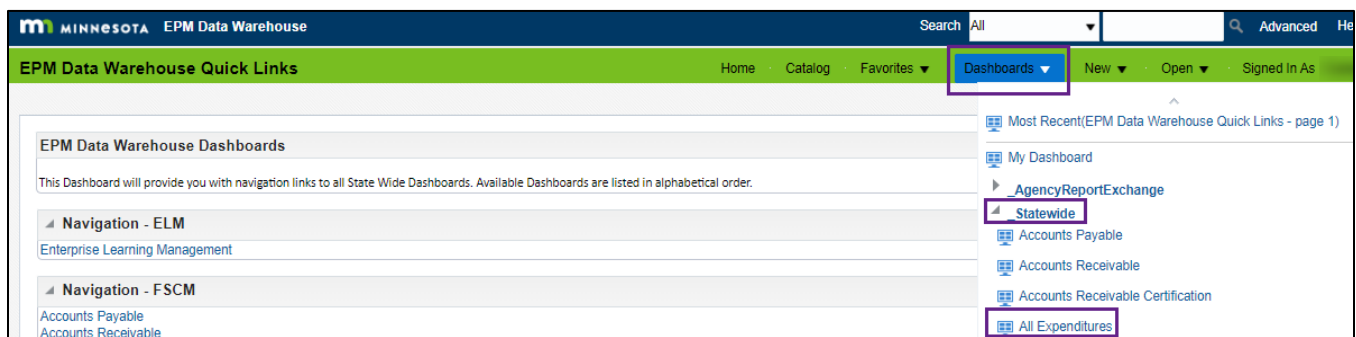 MINNESOTA EPM Data Warehouse Search All Advanced He
EPM Data Warehouse Quick Links Home Catalog Favorites Dashboards New Open Signed In As
Most Recent(EPM Data Warehouse Quick Links - page 1)
EPM Data Warehouse Dashboards
My Dashboard
This Dashboard will provide you with navigation links to all State Wide Dashboards. Available Dashboards are listed in alphabetical order.
_AgencyReportExchange
_Statewide
Navigation - ELM
Accounts Payable
Enterprise Learning Management
Accounts Receivable
Navigation - FSCM
Accounts Receivable Certification
Accounts Payable
All Expenditures
Accounts Receivable